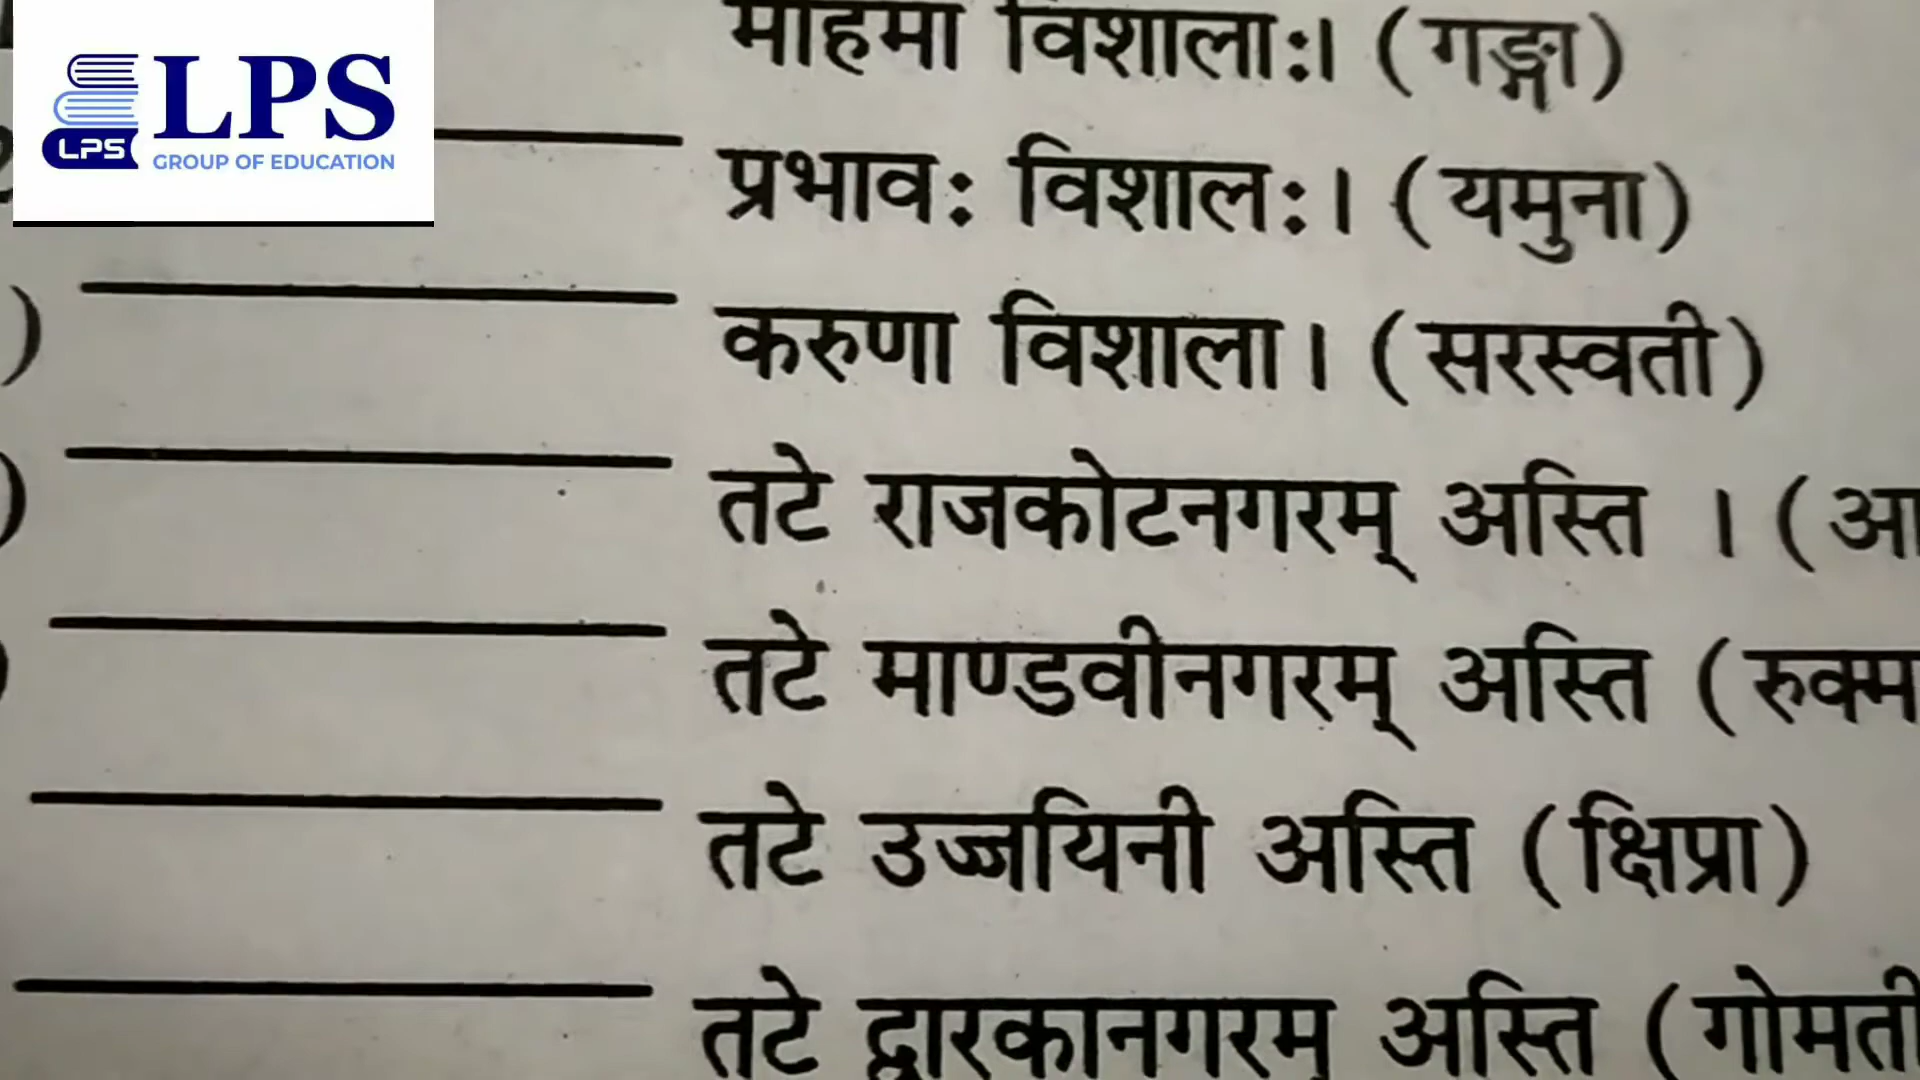 LPS
LPS
GROUP OF EDUCATION
महिमा विशालाः। (गङ्गा)
प्रभावः विशालः। (यमुना)
) करुणा विशाला। (सरस्वती)
) तटे राजकोटनगरम् अस्ति । (आ
) तटे माण्डवीनगरम् अस्ति (रुक्म
तटे उज्जयिनी अस्ति (क्षिप्रा)
तटे द्वारकानगरम् अस्ति (गोमती